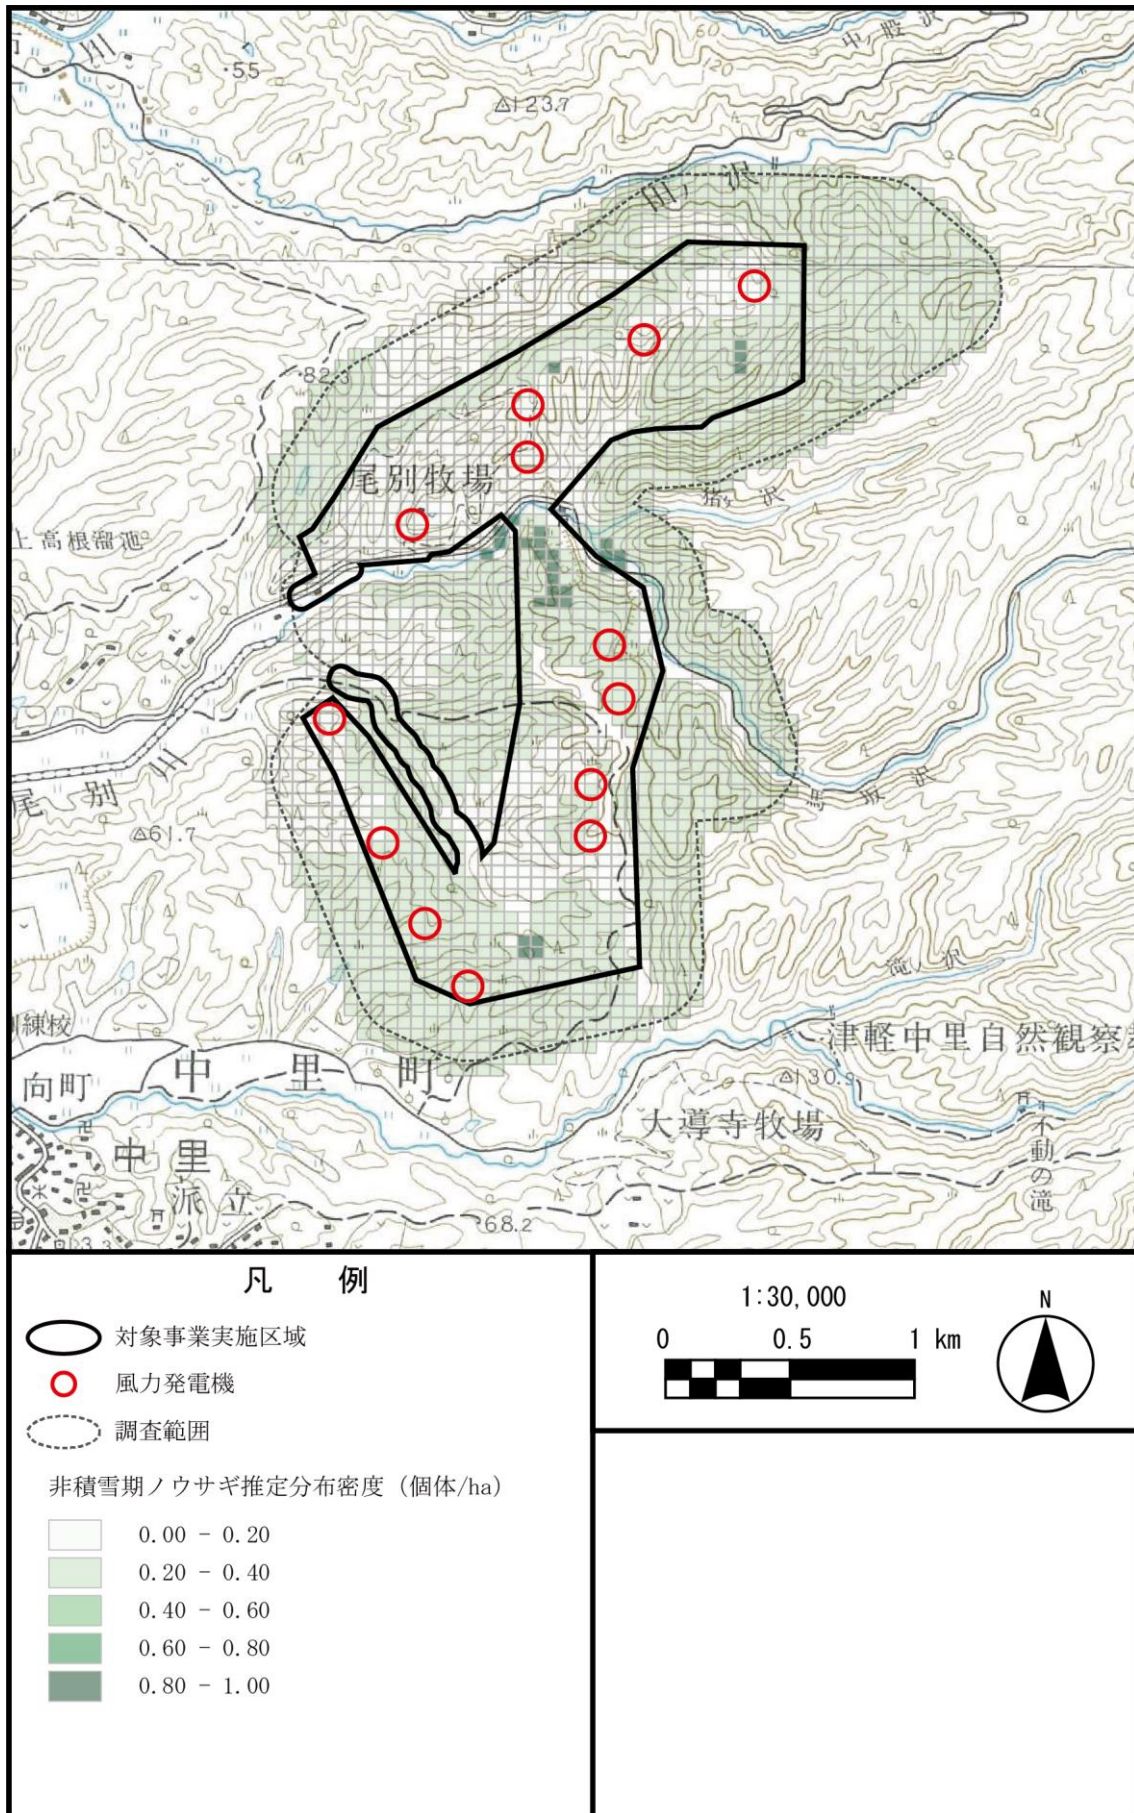 中ノ股沢
60
120
・55
川
△123.7
田ノ沢
・82.3
尾別牧場
上高根溜池
尾別川
△61.7
滝ノ沢
訓練校
津軽中里自然観察
向町
中里町
△130.9
大導寺牧場
不動の滝
中里
派立
・68.2
凡 例
対象事業実施区域
風力発電機
調査範囲
非積雪期ノウサギ推定分布密度（個体/ha）
0.00 - 0.20
0.20 - 0.40
0.40 - 0.60
0.60 - 0.80
0.80 - 1.00
1:30,000
0 0.5 1 km
N